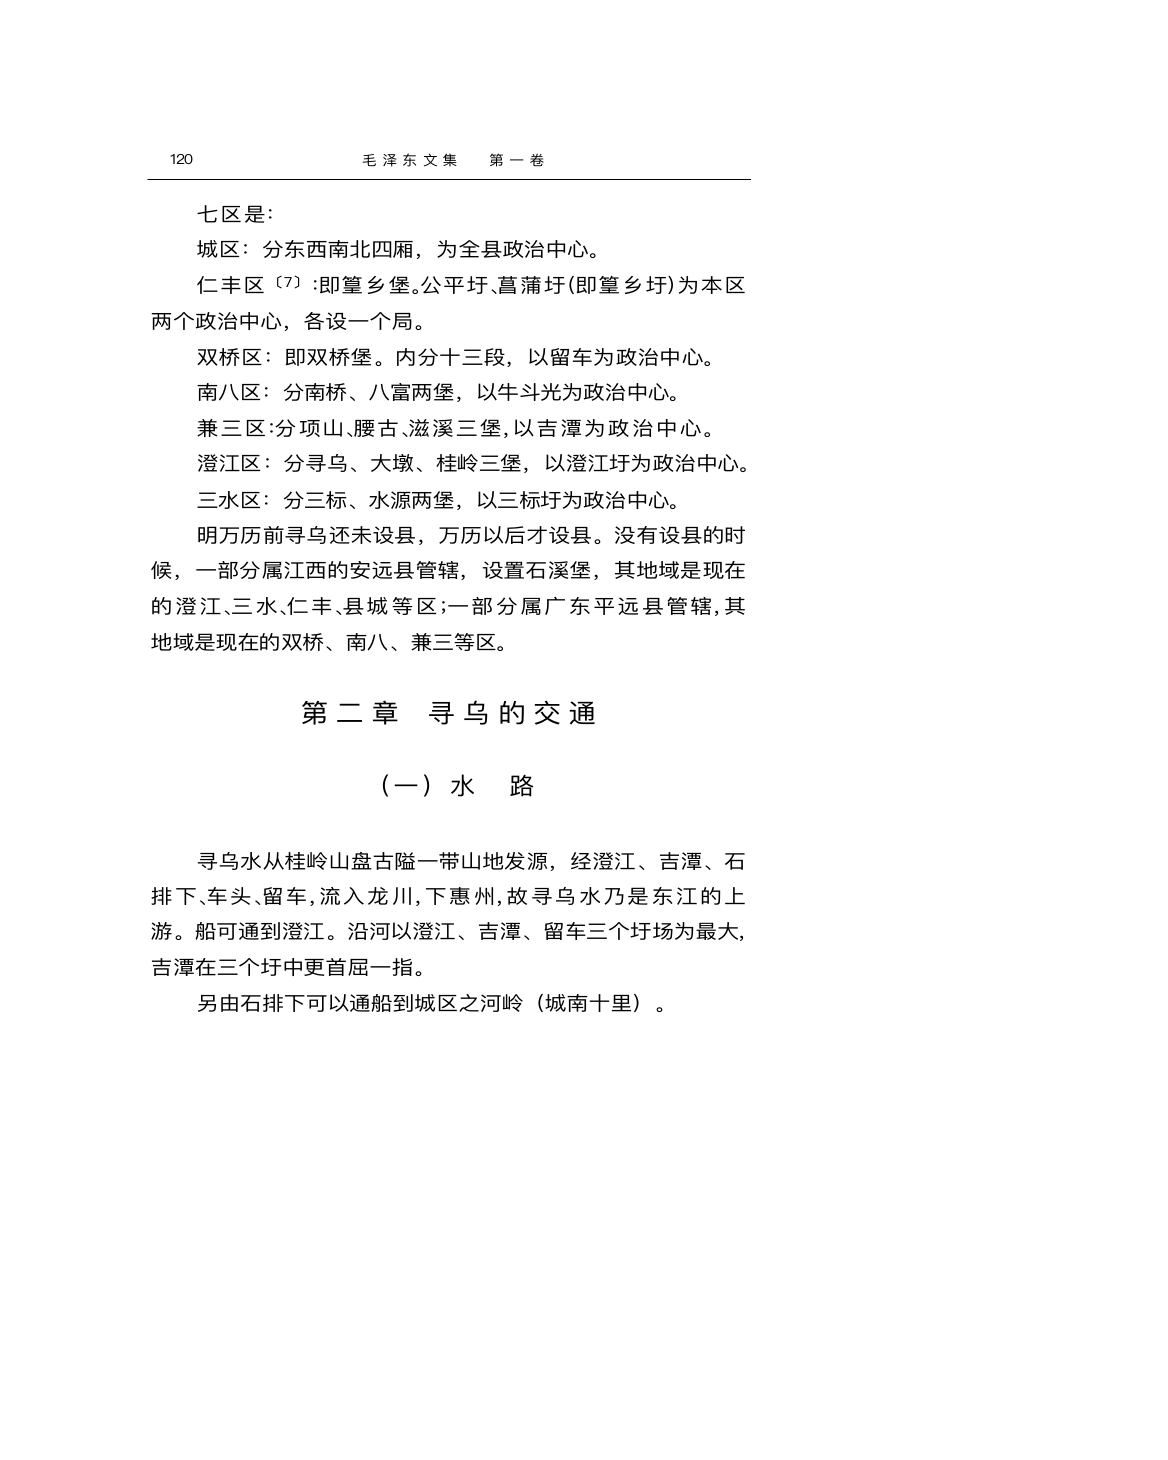 120 毛泽东文集 第一卷
七区是：
城区：分东西南北四厢，为全县政治中心。
仁丰区〔7〕：即篁乡堡。公平圩、菖蒲圩(即篁乡圩)为本区
两个政治中心，各设一个局。
双桥区：即双桥堡。内分十三段，以留车为政治中心。
南八区：分南桥、八富两堡，以牛斗光为政治中心。
兼三区：分项山、腰古、滋溪三堡，以吉潭为政治中心。
澄江区：分寻乌、大墩、桂岭三堡，以澄江圩为政治中心。
三水区：分三标、水源两堡，以三标圩为政治中心。
明万历前寻乌还未设县，万历以后才设县。没有设县的时
候，一部分属江西的安远县管辖，设置石溪堡，其地域是现在
的澄江、三水、仁丰、县城等区；一部分属广东平远县管辖，其
地域是现在的双桥、南八、兼三等区。
第二章 寻乌的交通
（一）水 路
寻乌水从桂岭山盘古隘一带山地发源，经澄江、吉潭、石
排下、车头、留车，流入龙川，下惠州，故寻乌水乃是东江的上
游。船可通到澄江。沿河以澄江、吉潭、留车三个圩场为最大，
吉潭在三个圩中更首屈一指。
另由石排下可以通船到城区之河岭（城南十里）。